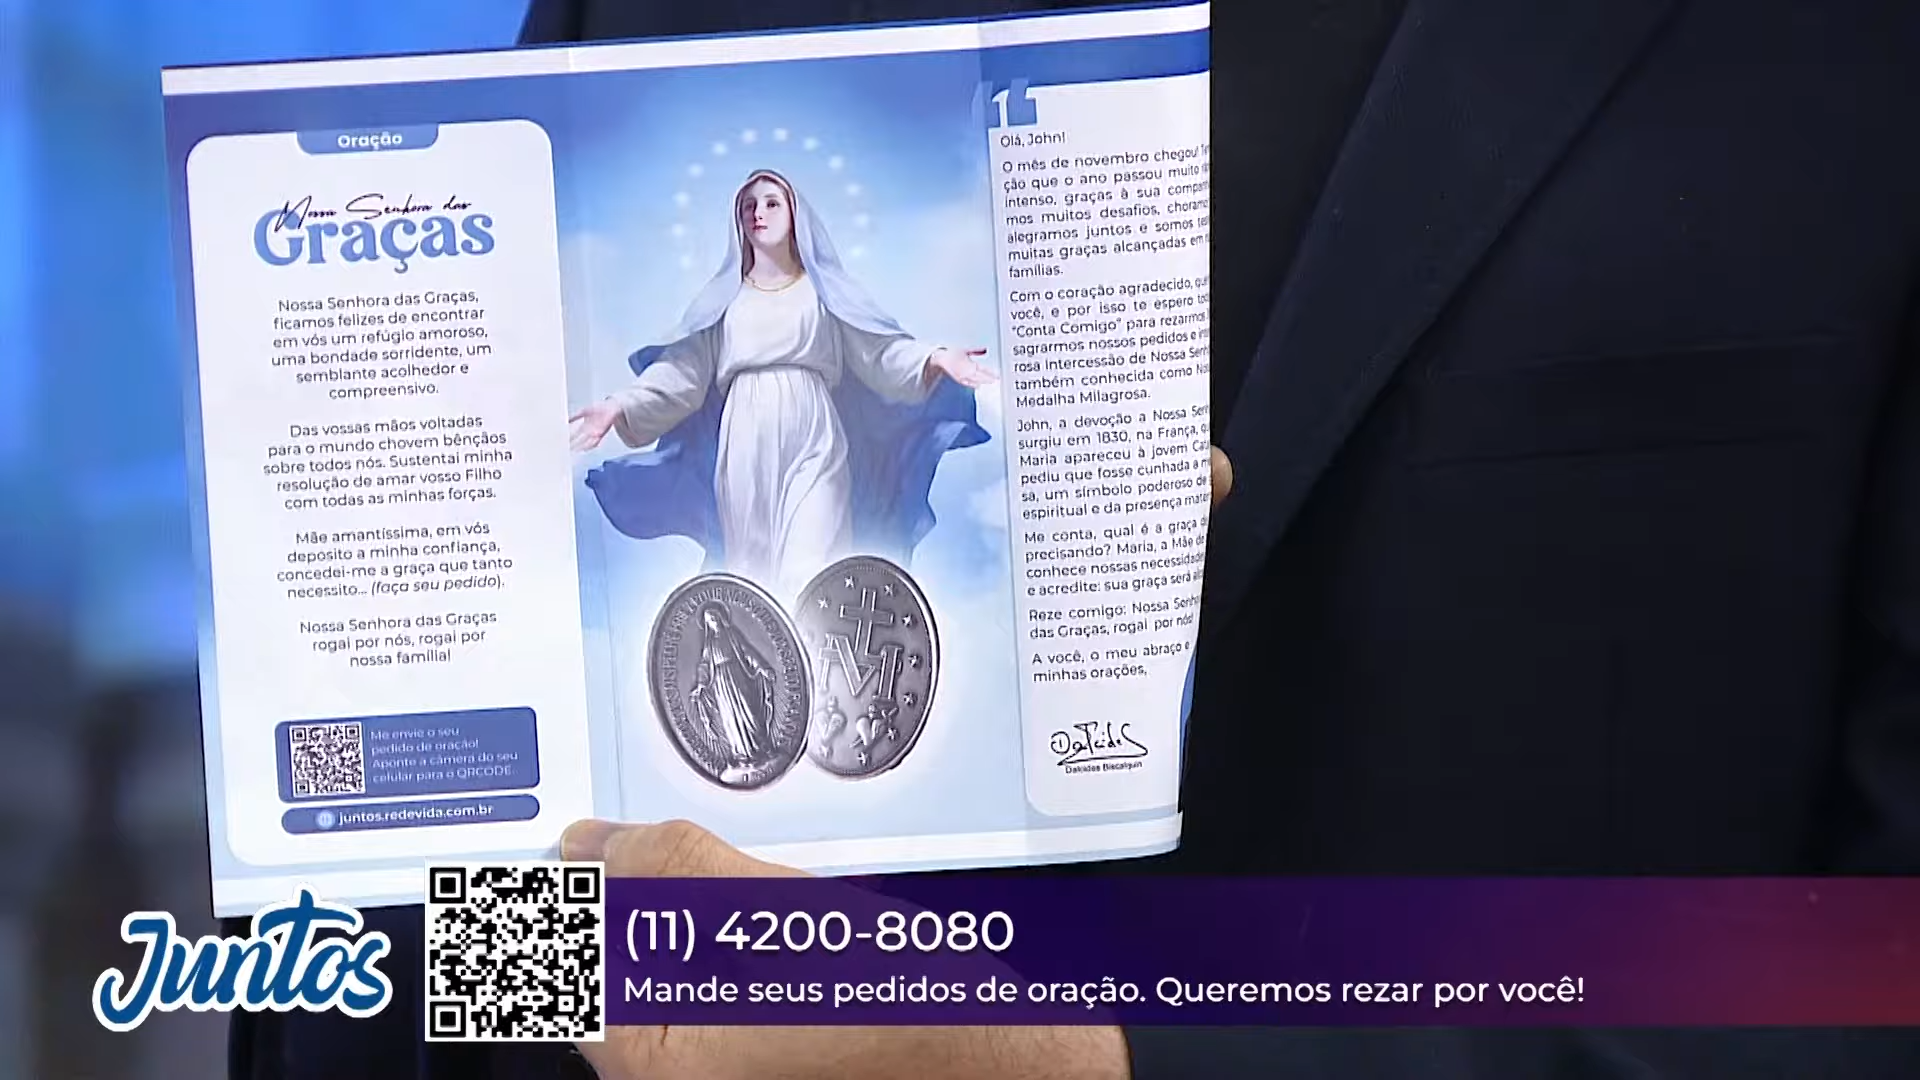 Oração
Nossa Senhora das
Graças
Nossa Senhora das Graças,
ficamos felizes de encontrar
em vós um refúgio amoroso,
uma bondade sorridente, um
semblante acolhedor e
compreensivo.
Das vossas mãos voltadas
para o mundo chovem bênçãos
sobre todos nós. Sustentai minha
resolução de amar vosso Filho
com todas as minhas forças.
Mãe amantíssima, em vós
deposito a minha confiança,
concedei-me a graça que tanto
necessito... (faça seu pedido).
Nossa Senhora das Graças
rogai por nós, rogai por
nossa família!
Me envie o seu
pedido de oração!
Aponte a câmera do seu
celular para o QRCODE.
juntos.redevida.com.br
Olá, John!
O mês de novembro chegou!
ção que o ano passou muito
intenso, graças à sua
mos muitos desafios,
alegramos juntos e somos
muitas graças alcançadas em
famílias.
Com o coração agradecido,
você, e por isso te espero
"Conta Comigo" para rezarmos
sagrarmos nossos pedidos e
rosa intercessão de Nossa
também conhecida como
Medalha Milagrosa.
John, a devoção a Nossa
surgiu em 1830, na França,
Maria apareceu à jovem
pediu que fosse cunhada a
sa, um símbolo poderoso de
espiritual e da presença
Me conta, qual é a graça
precisando? Maria, a Mãe de
conhece nossas
e acredite: sua graça será
Reze comigo: Nossa
das Graças, rogai por nós!
A você, o meu abraço e
minhas orações,
Dalcides
Dalcides Biscalquin
Juntos
(11) 4200-8080
Mande seus pedidos de oração. Queremos rezar por você!